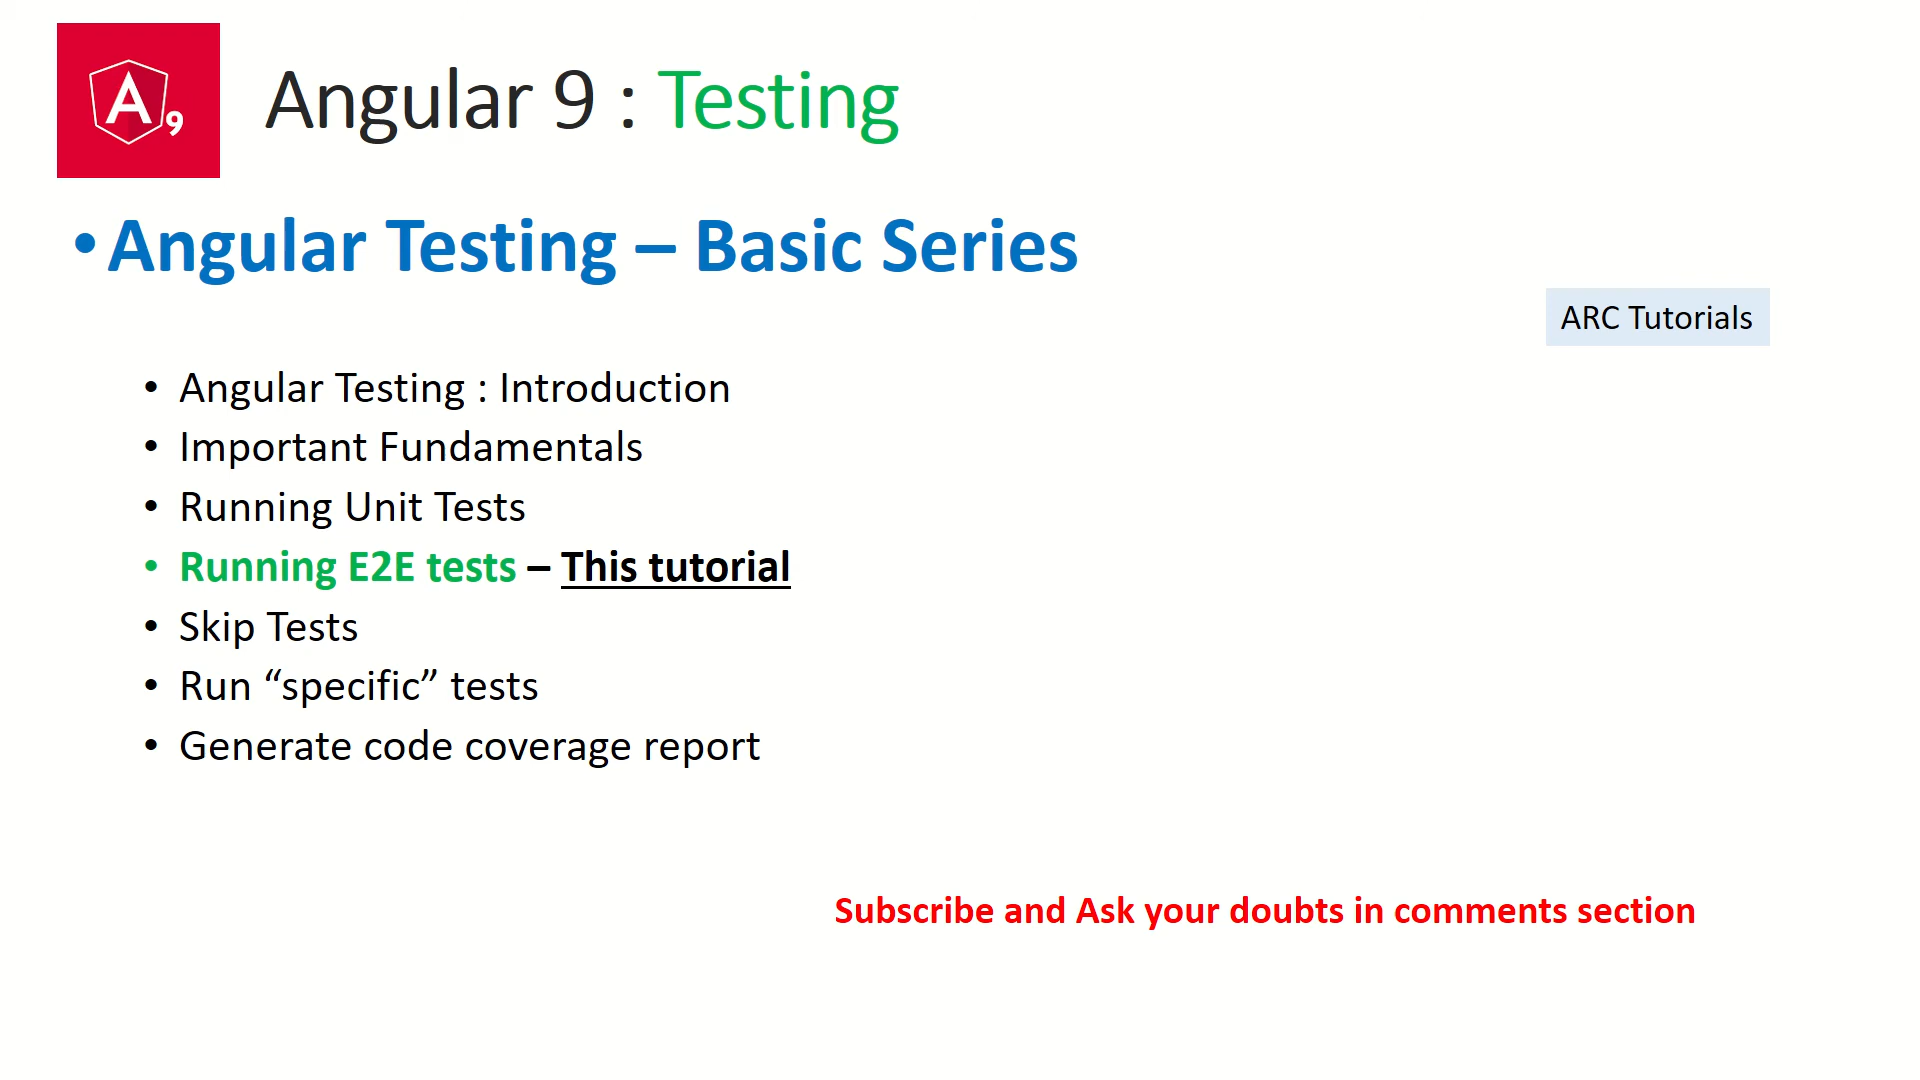 A9
Angular 9 : Testing
•Angular Testing – Basic Series
ARC Tutorials
• Angular Testing : Introduction
• Important Fundamentals
• Running Unit Tests
• Running E2E tests – This tutorial
• Skip Tests
• Run “specific” tests
• Generate code coverage report
Subscribe and Ask your doubts in comments section